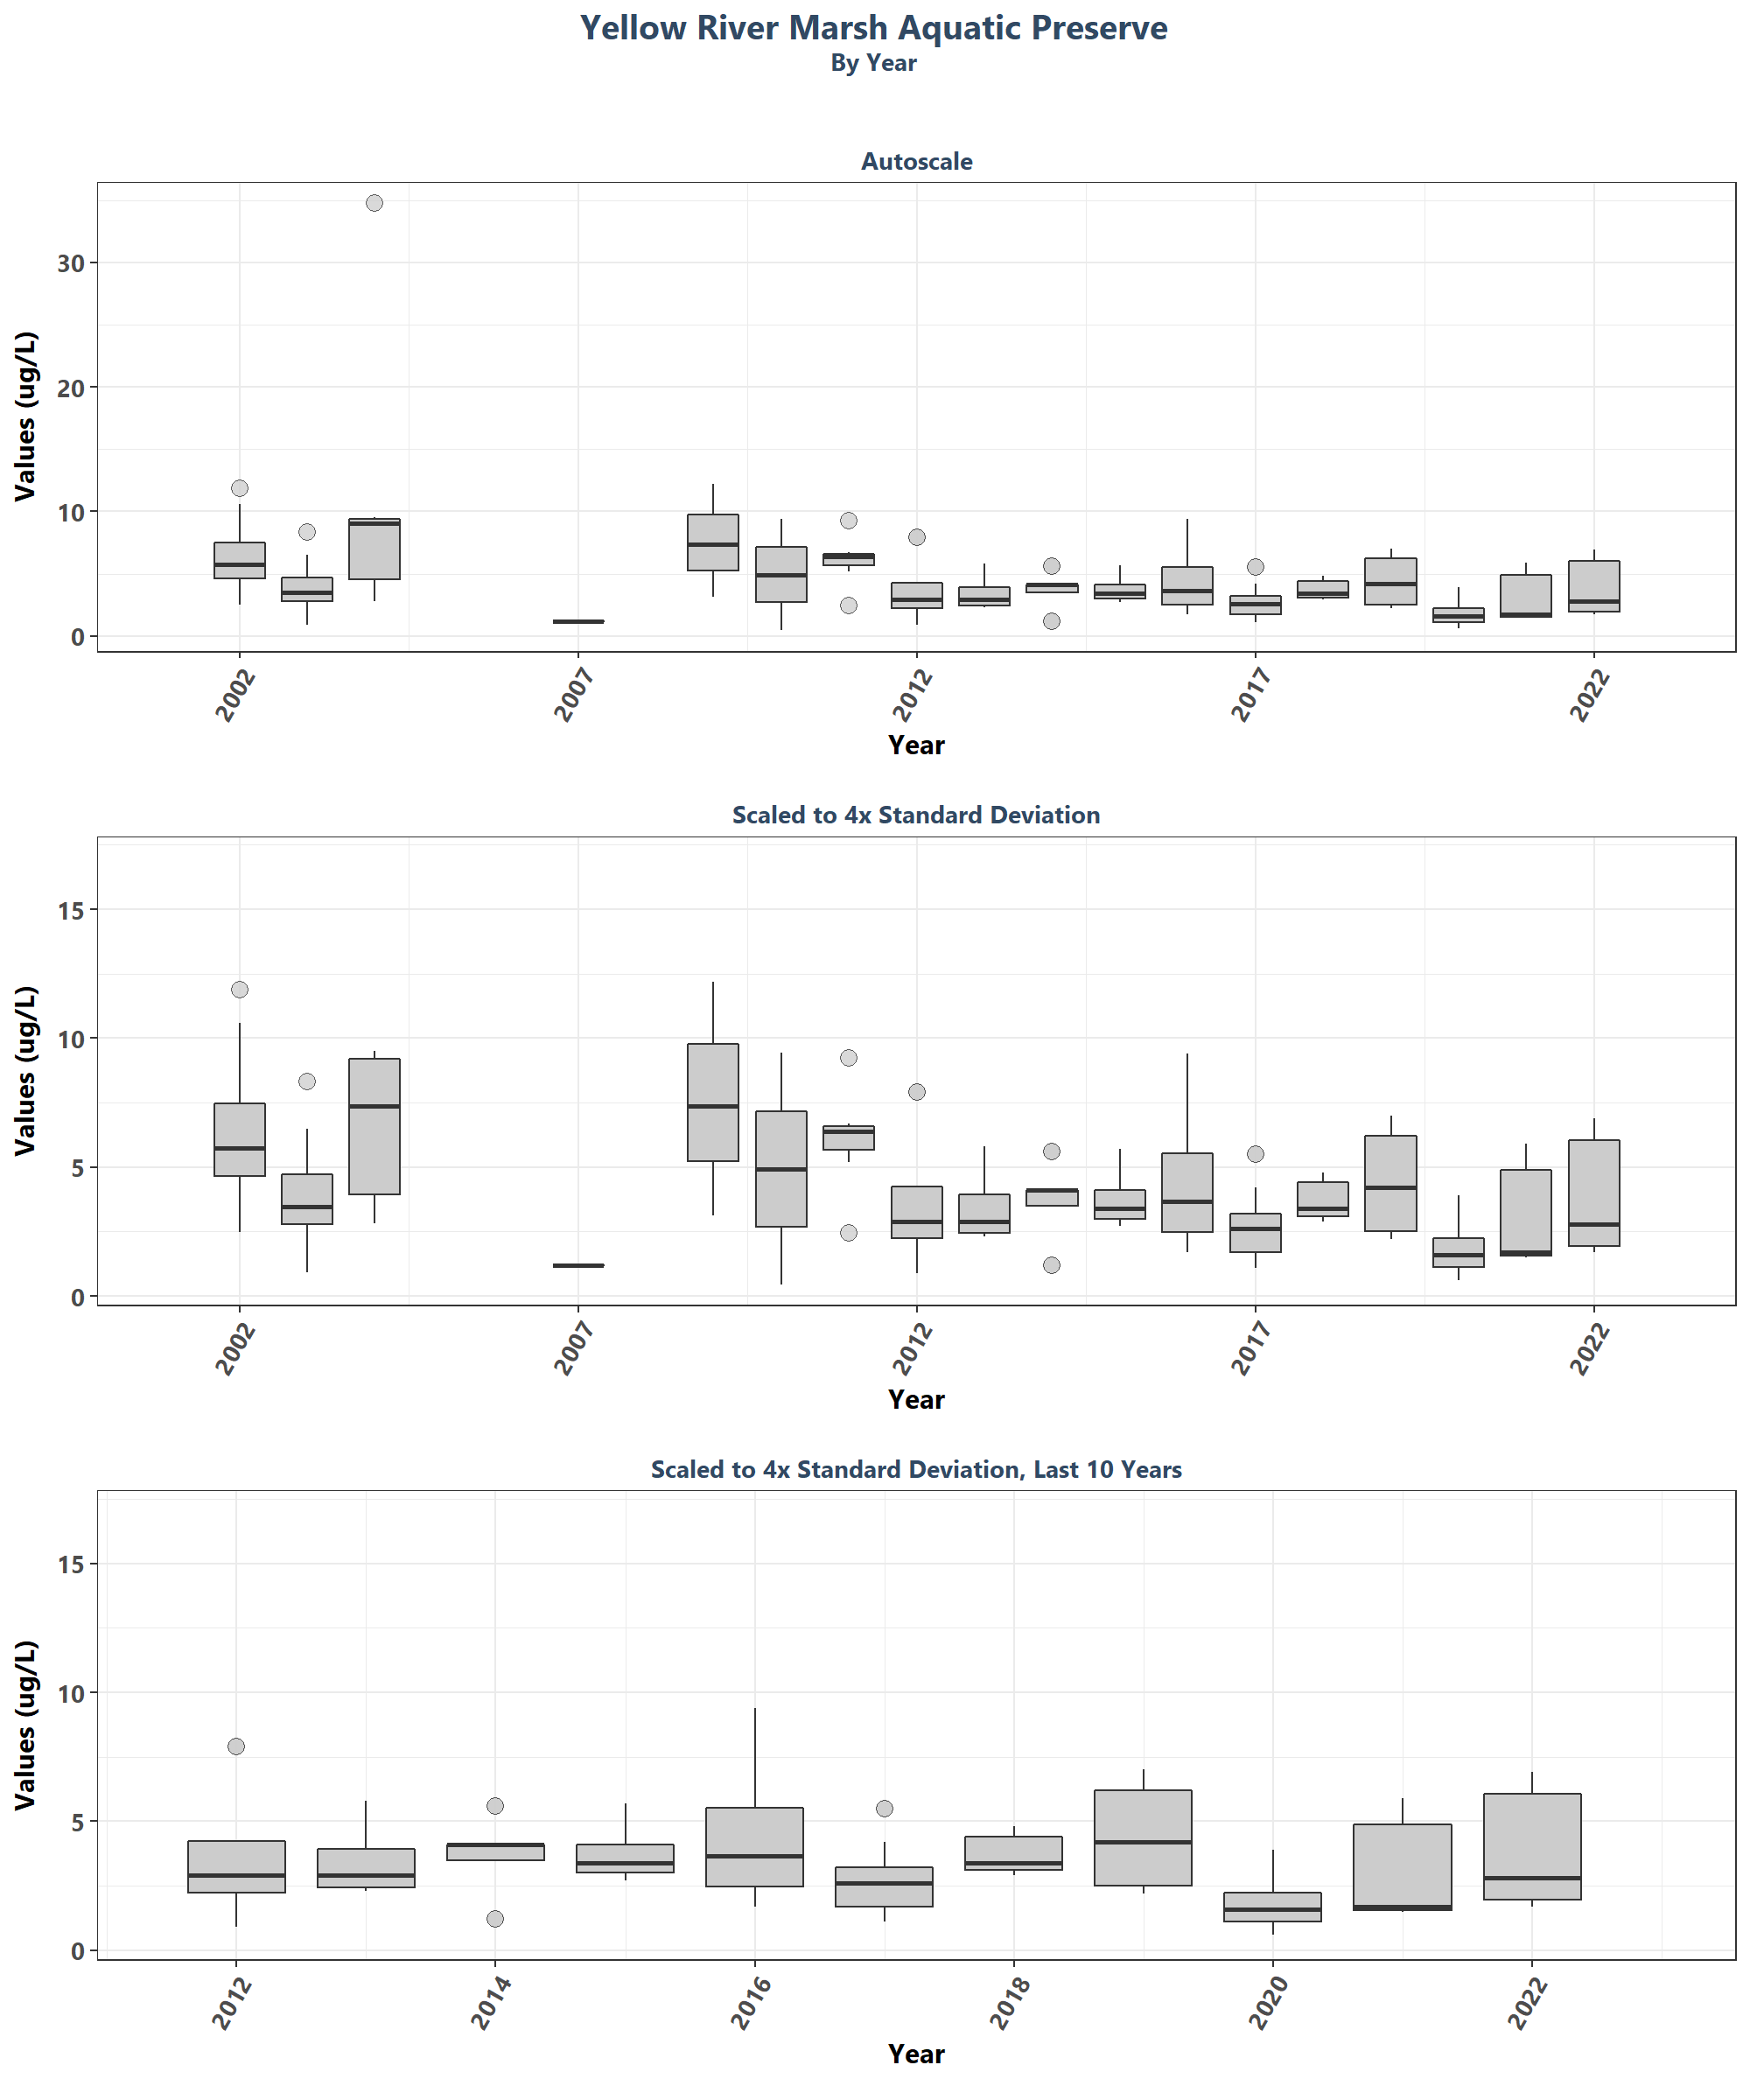 Yellow River Marsh Aquatic Preserve
By Year
Autoscale
Values (ug/L)
30
20
10
0
2002
2007
2012
2017
2022
Year
Scaled to 4x Standard Deviation
Values (ug/L)
15
10
5
0
2002
2007
2012
2017
2022
Year
Scaled to 4x Standard Deviation, Last 10 Years
Values (ug/L)
15
10
5
0
2012
2014
2016
2018
2020
2022
Year